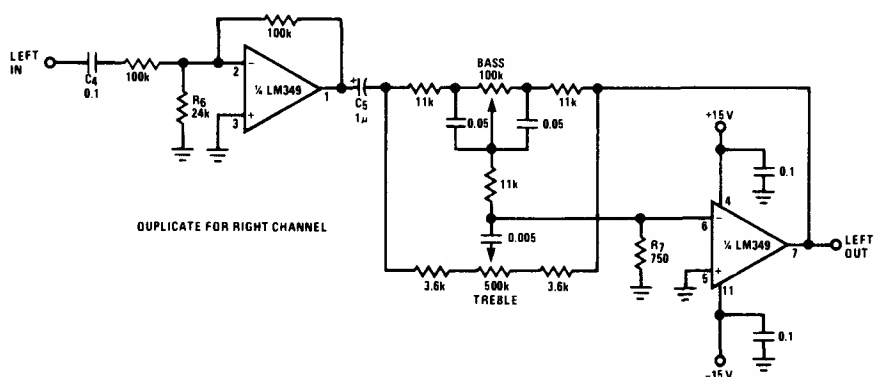 LEFT
IN
C4
0.1
100k
R6
24k
100k
2
−
¼ LM349
+
3
1
+
C5
1µ
11k
BASS
100k
11k
0.05
0.05
11k
0.005
3.6k
500k
3.6k
TREBLE
DUPLICATE FOR RIGHT CHANNEL
R7
750
+15V
0.1
4
6
−
¼ LM349
+
5
7
11
LEFT
OUT
0.1
−15V